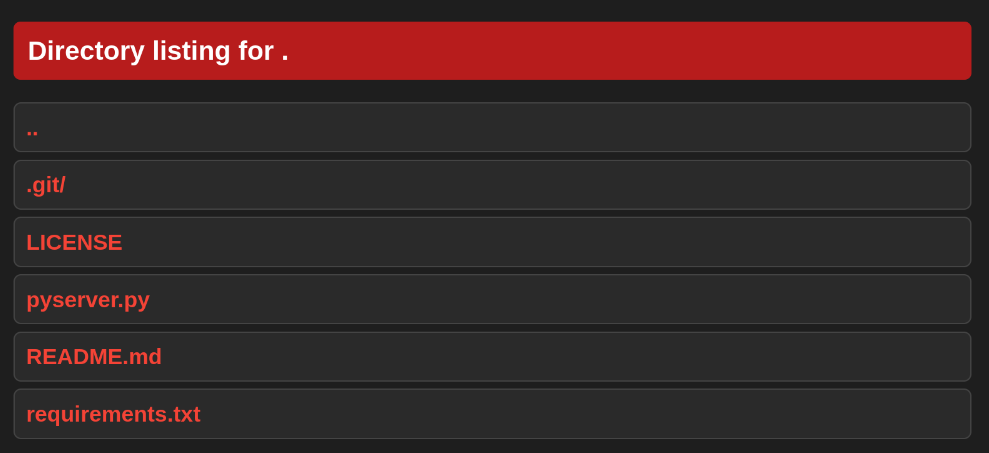 Directory listing for .
..
.git/
LICENSE
pyserver.py
README.md
requirements.txt